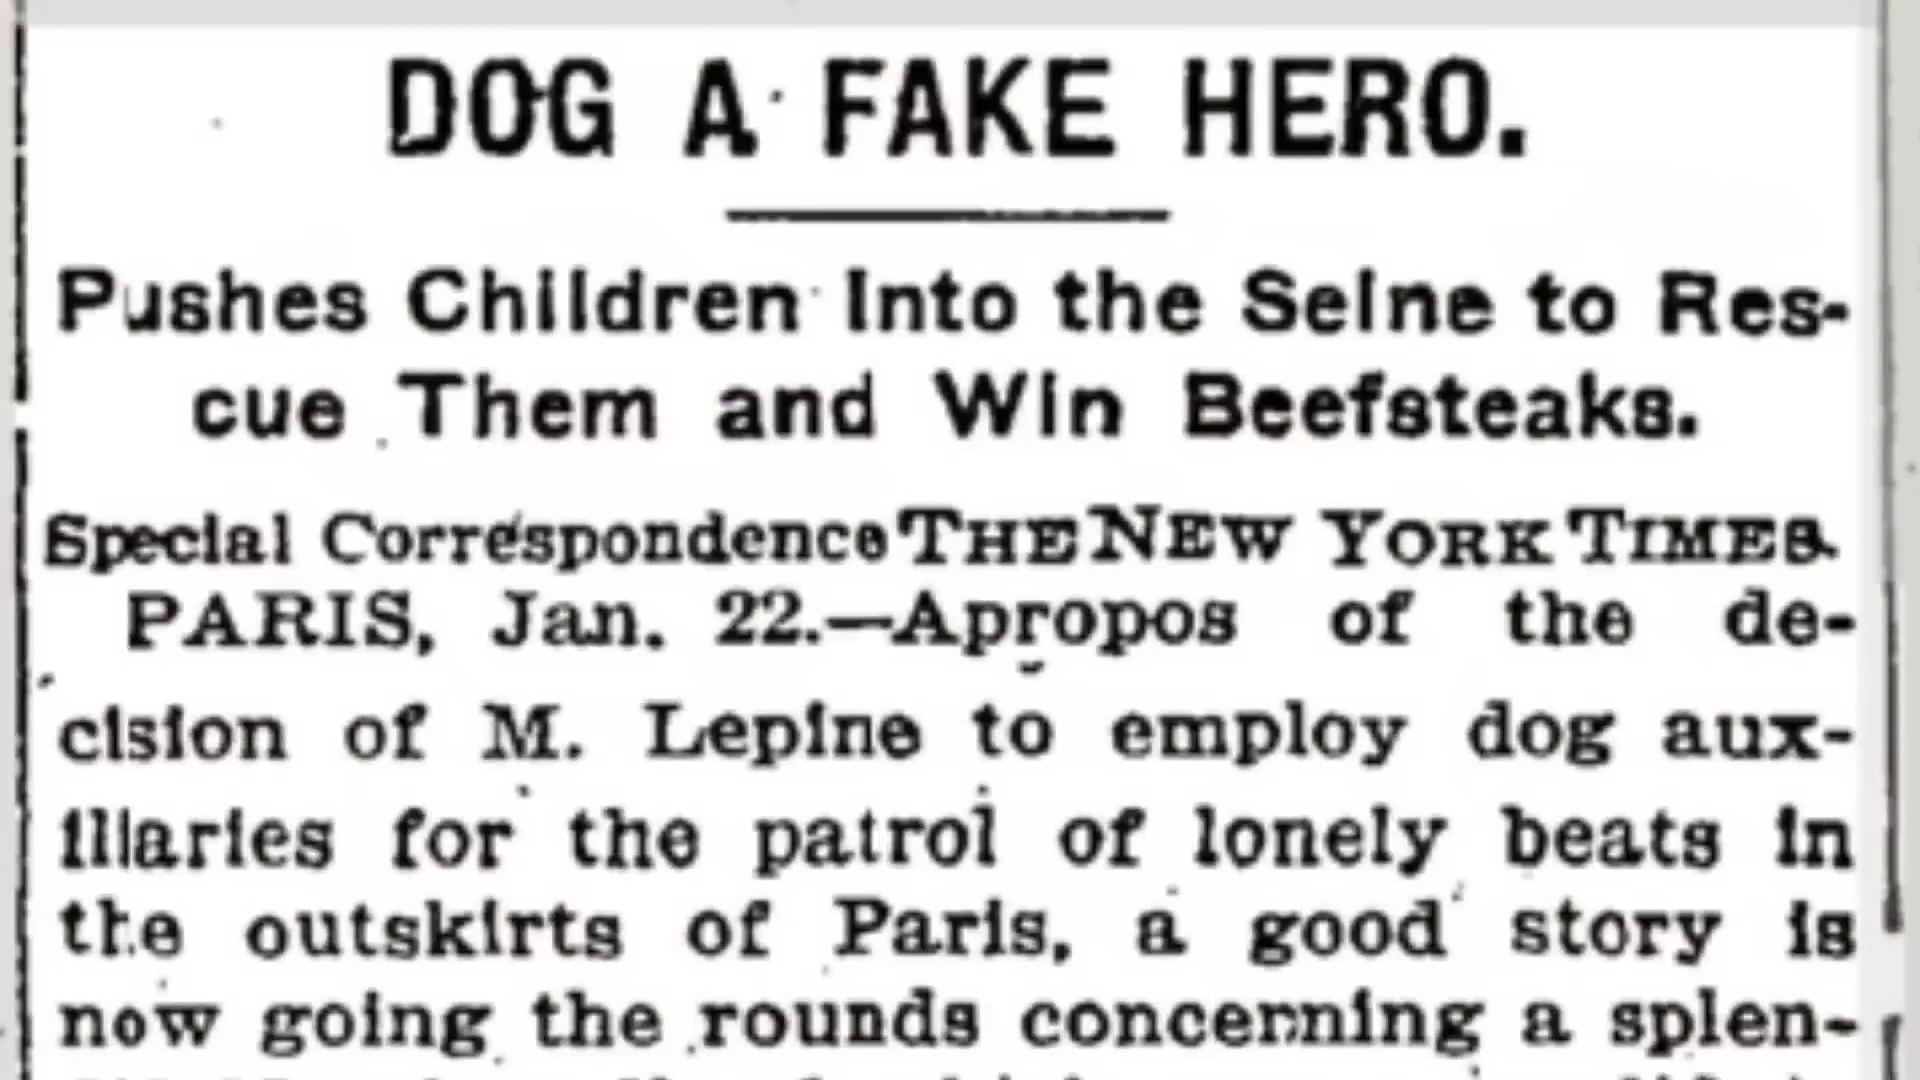 DOG A FAKE HERO.
Pushes Children Into the Seine to Res-
cue Them and Win Beefsteaks.
Special Correspondence THE NEW YORK TIMES.
PARIS, Jan. 22.—Apropos of the de-
cision of M. Lepine to employ dog aux-
iliaries for the patrol of lonely beats in
the outskirts of Paris, a good story is
now going the rounds concerning a splen-